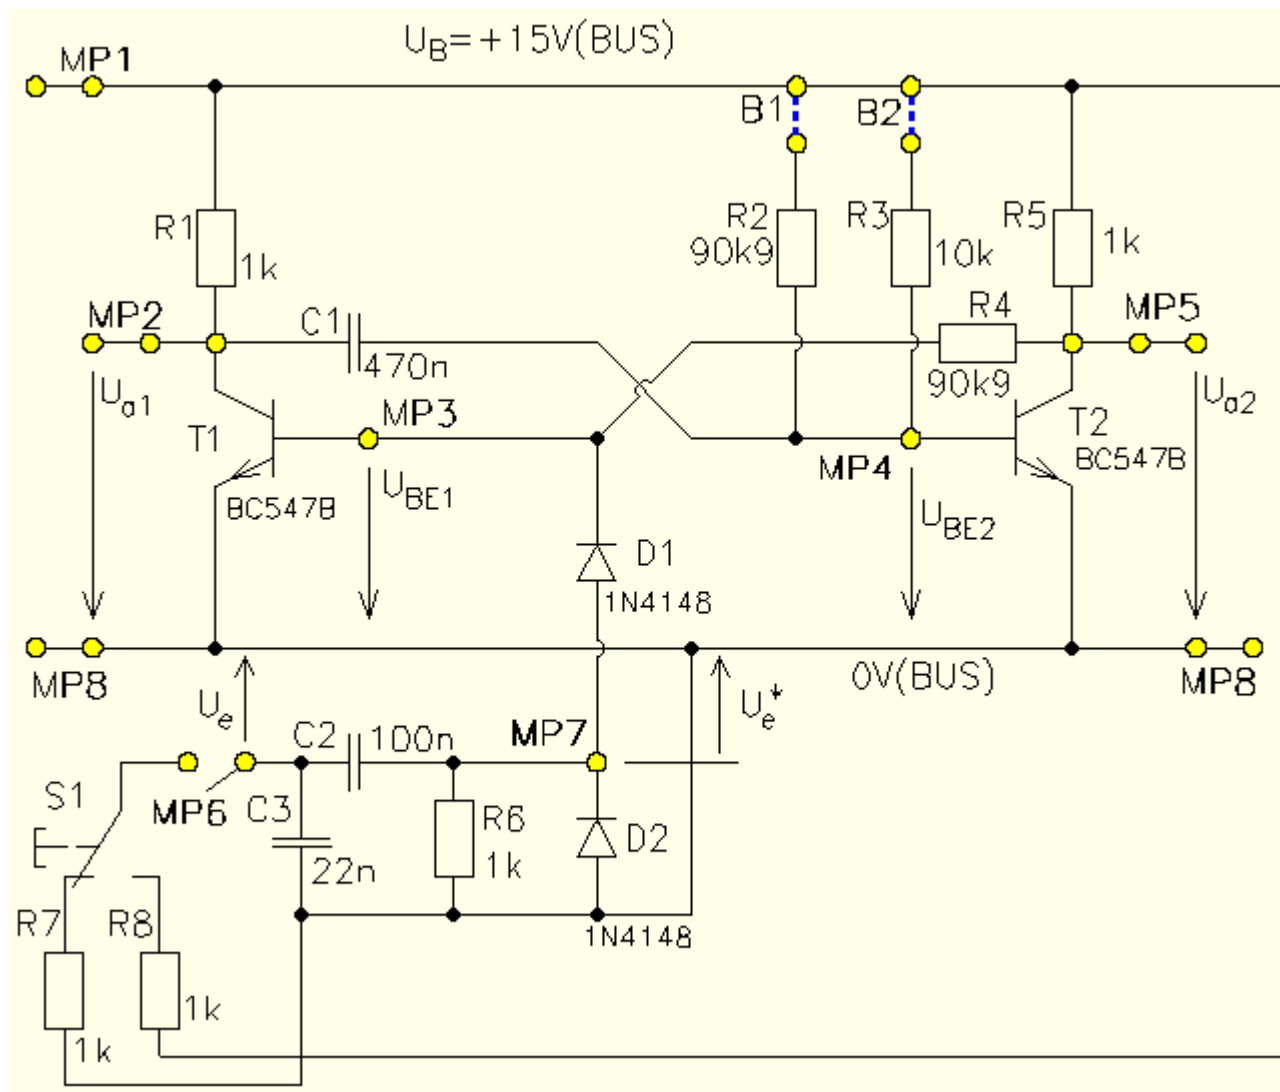 U_B=+15V(BUS)
MP1
B1
B2
R1
1k
R2
90k9
R3
10k
R5
1k
MP2
C1
470n
R4
90k9
MP5
U_a1
T1
BC547B
MP3
U_BE1
MP4
U_BE2
T2
BC547B
U_a2
D1
1N4148
MP8
0V(BUS)
MP8
U_e
U_e*
C2
100n
MP7
S1
MP6
C3
22n
R6
1k
D2
1N4148
R7
1k
R8
1k